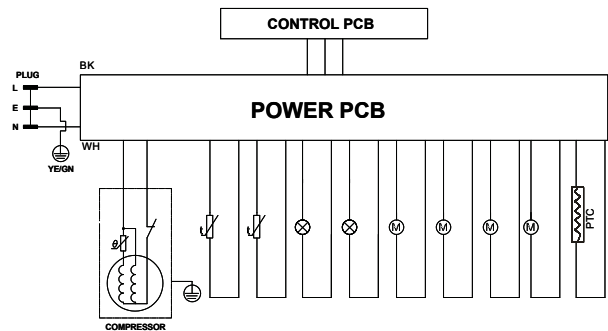 CONTROL PCB
BK
PLUG
L
E
N
POWER PCB
WH
YE/GN
θ
t
t
M
M
M
M
PTC
COMPRESSOR